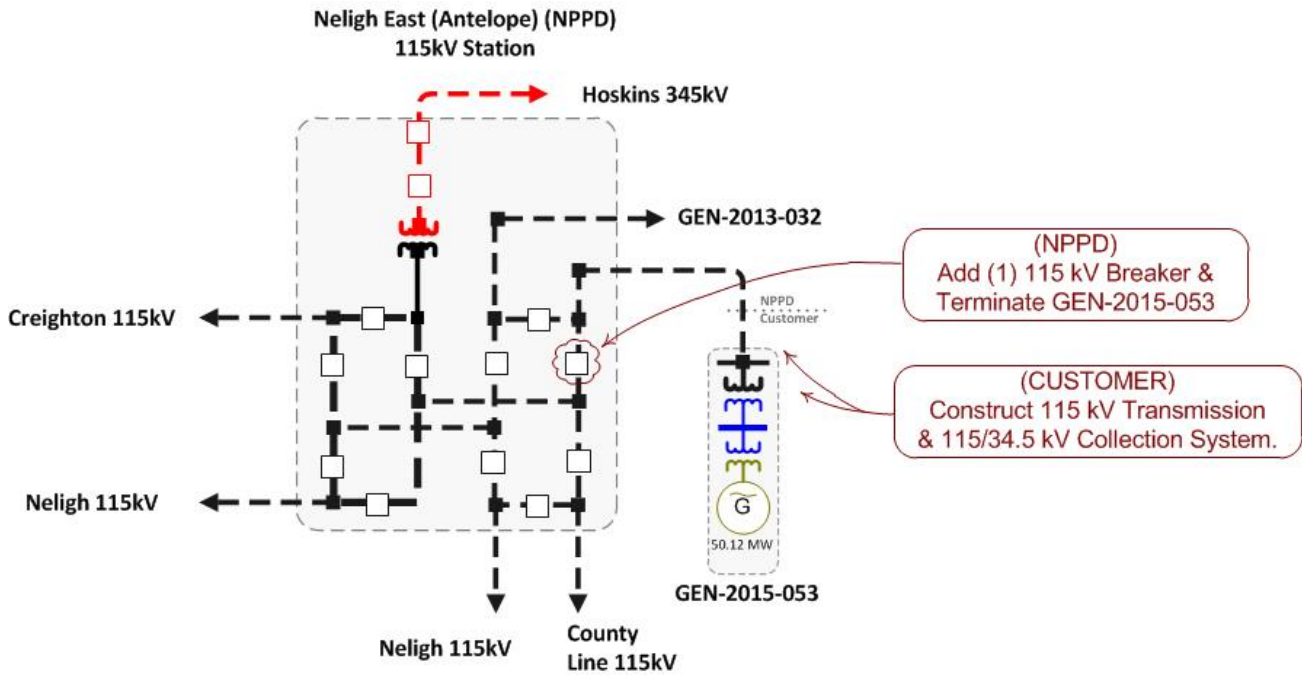 Neligh East (Antelope) (NPPD)
115kV Station
Hoskins 345kV
GEN-2013-032
(NPPD)
Add (1) 115 kV Breaker &
Terminate GEN-2015-053
NPPD
Customer
Creighton 115kV
(CUSTOMER)
Construct 115 kV Transmission
& 115/34.5 kV Collection System.
Neligh 115kV
G
50.12 MW
GEN-2015-053
Neligh 115kV
County
Line 115kV